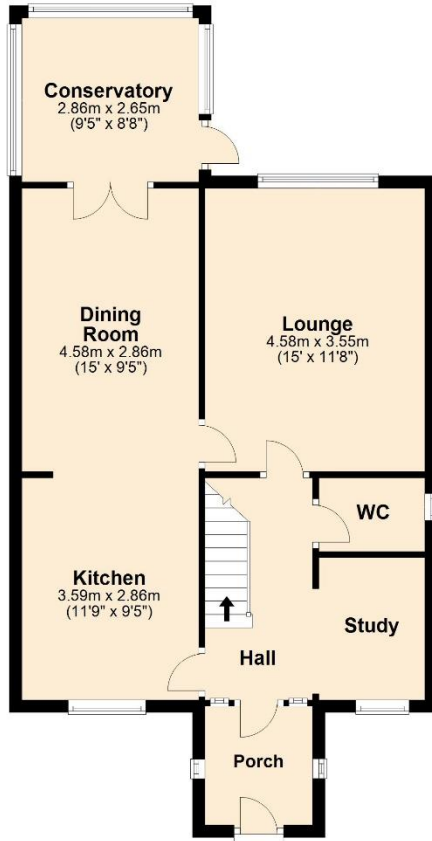 Conservatory
2.86m x 2.65m
(9'5" x 8'8")
Dining
Room
4.58m x 2.86m
(15' x 9'5")
Lounge
4.58m x 3.55m
(15' x 11'8")
WC
Kitchen
3.59m x 2.86m
(11'9" x 9'5")
Study
Hall
Porch